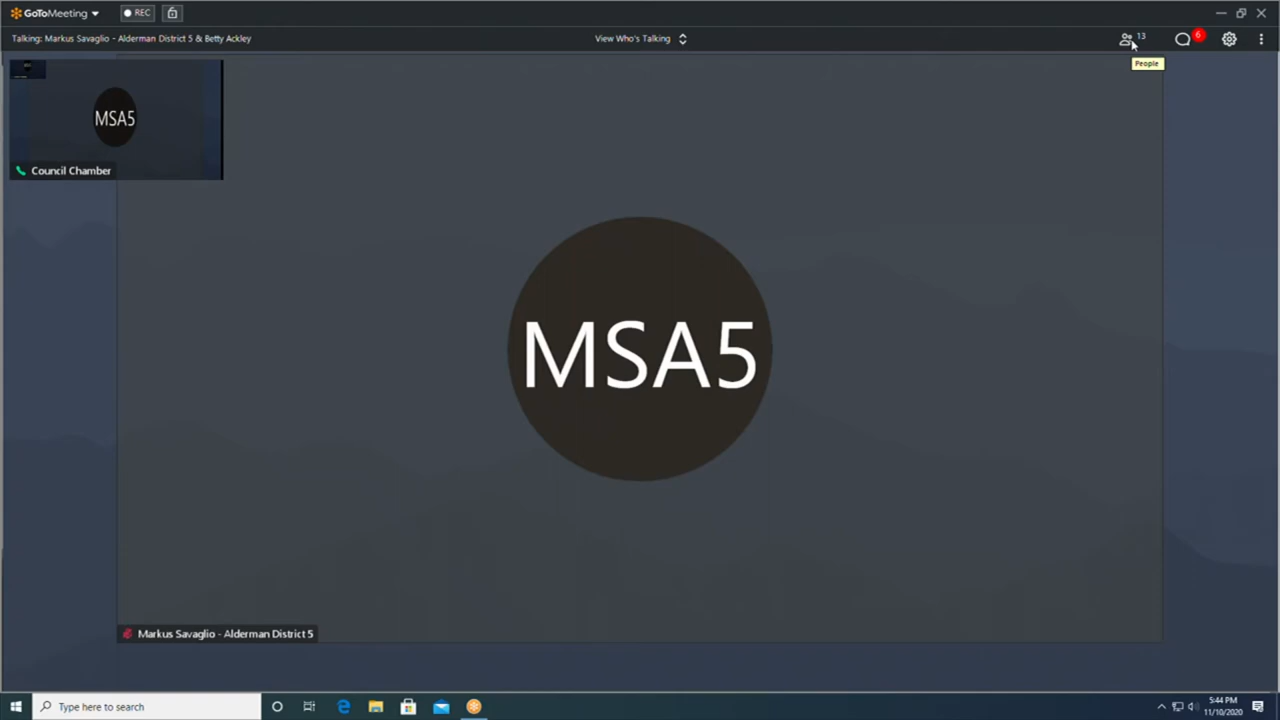 GoToMeeting
REC
Talking: Markus Savaglio - Alderman District 5 & Betty Ackley
View Who's Talking
13
6
People
MSA5
Council Chamber
MSA5
Markus Savaglio - Alderman District 5
Type here to search
5:44 PM
11/10/2020